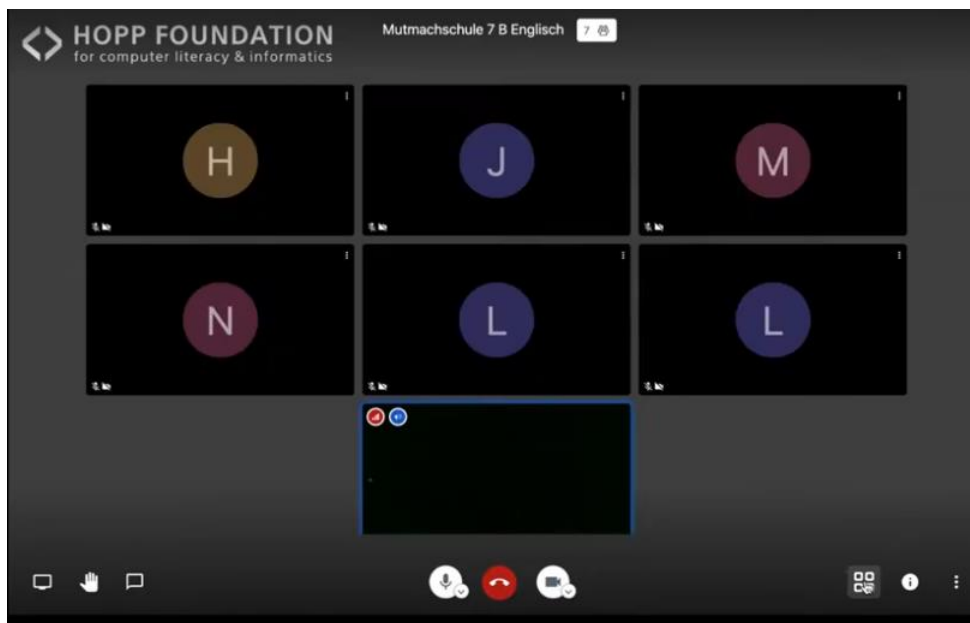 HOPP FOUNDATION
for computer literacy & informatics
Mutmachschule 7 B Englisch
7
H
J
M
N
L
L